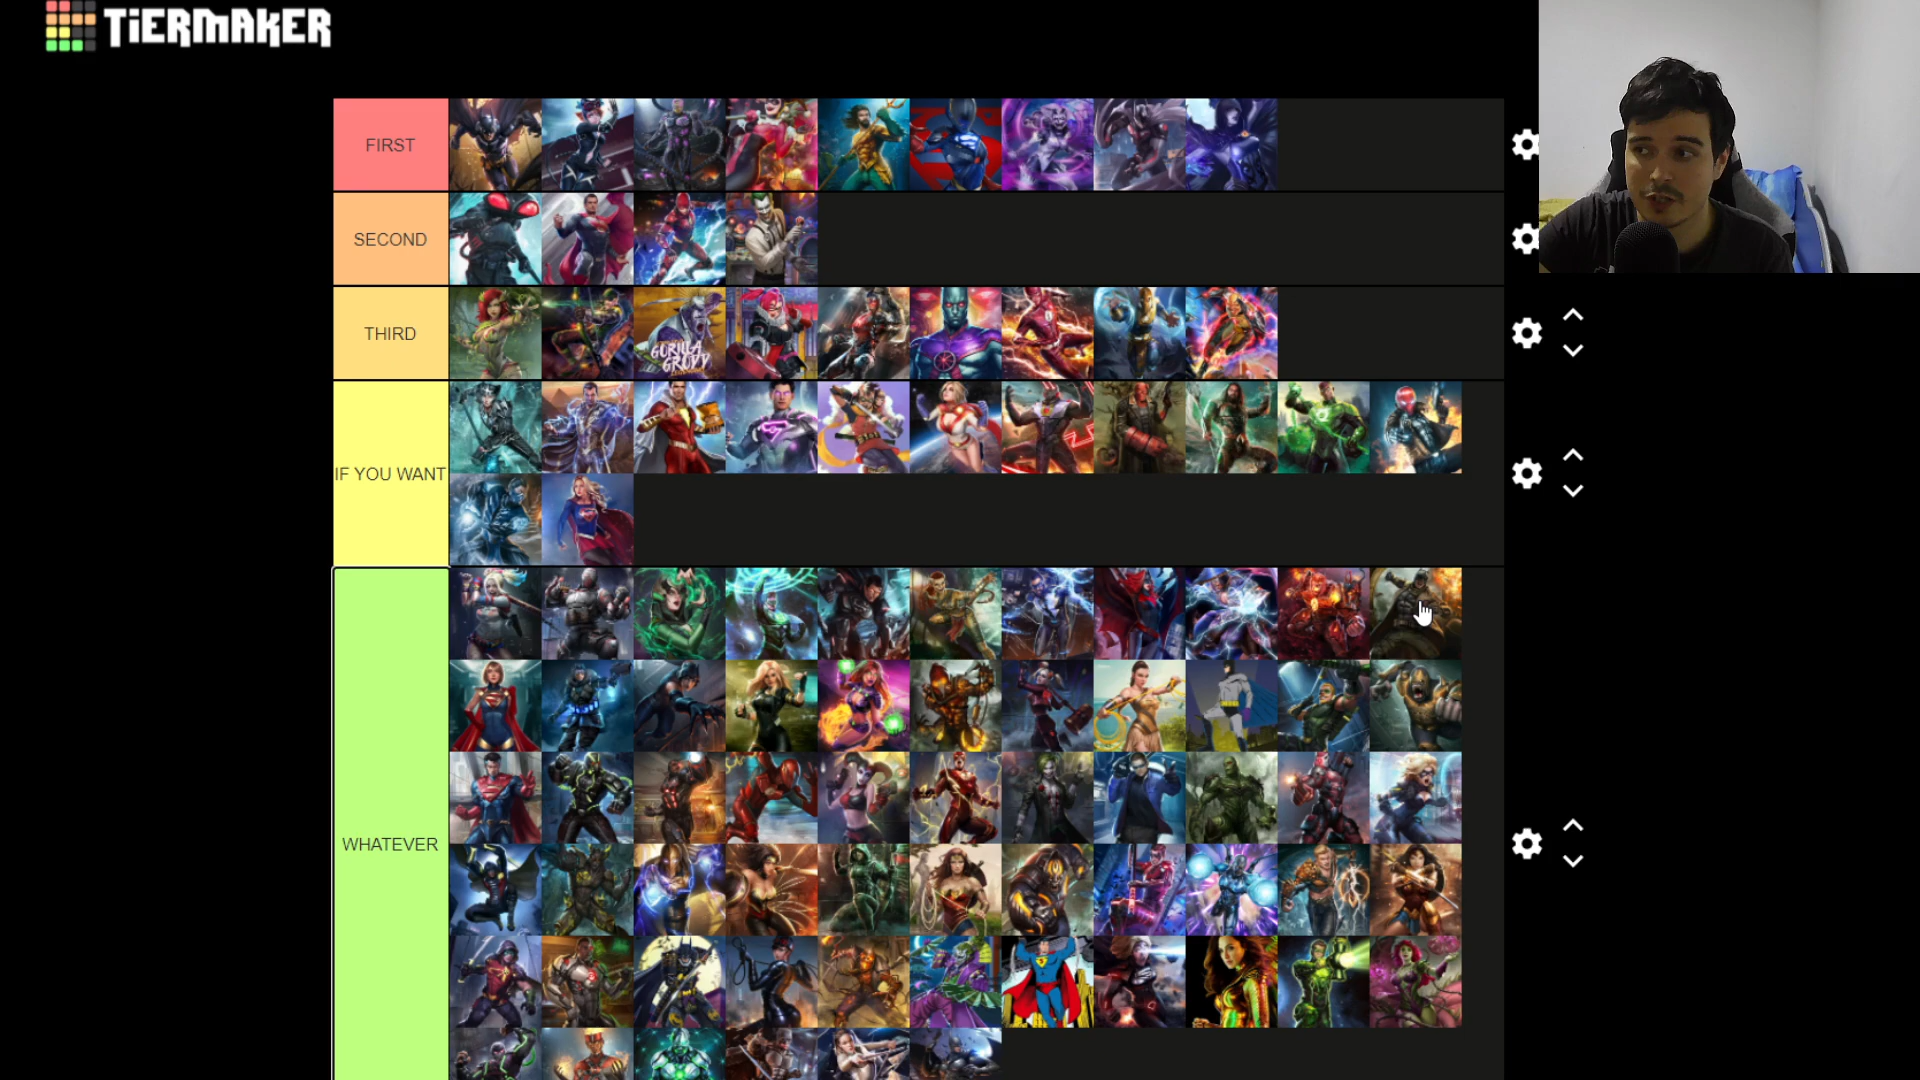 TIERMAKER
FIRST
SECOND
THIRD
GORILLA
GRODD
IF YOU WANT
WHATEVER